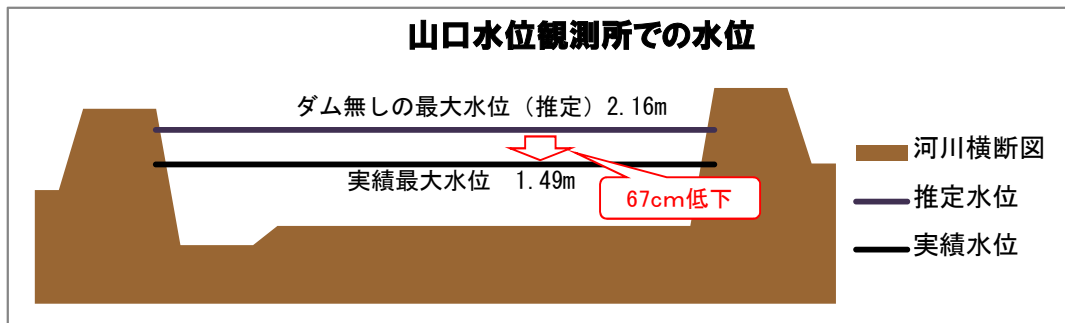 山口水位観測所での水位
ダム無しの最大水位（推定）2.16m
実績最大水位　1.49m
67cm低下
河川横断図
推定水位
実績水位